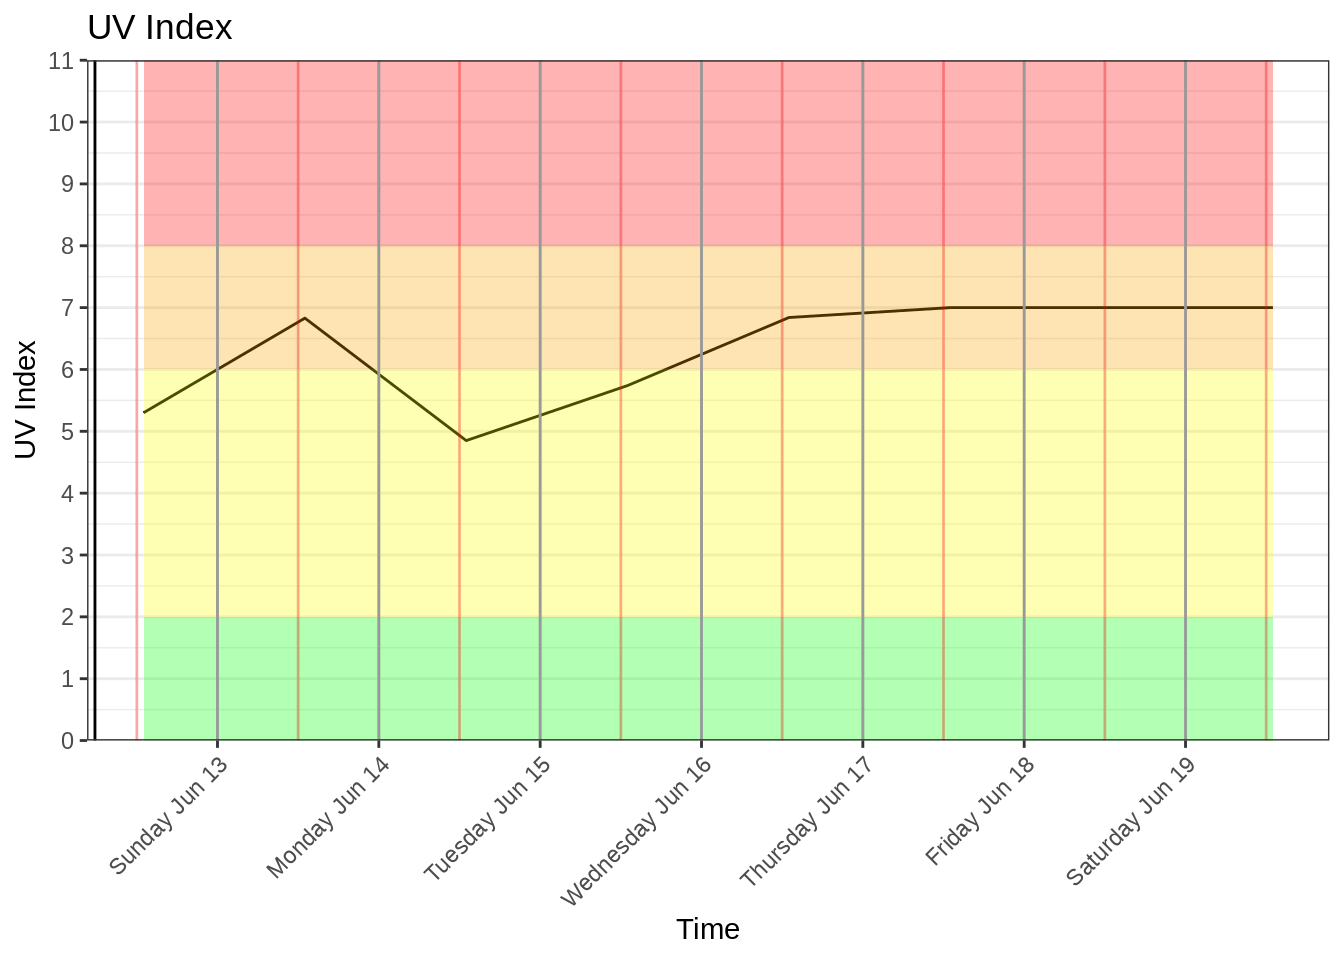 UV Index
11
10
9
8
7
6
5
4
3
2
1
0
UV Index
Sunday Jun 13
Monday Jun 14
Tuesday Jun 15
Wednesday Jun 16
Thursday Jun 17
Friday Jun 18
Saturday Jun 19
Time